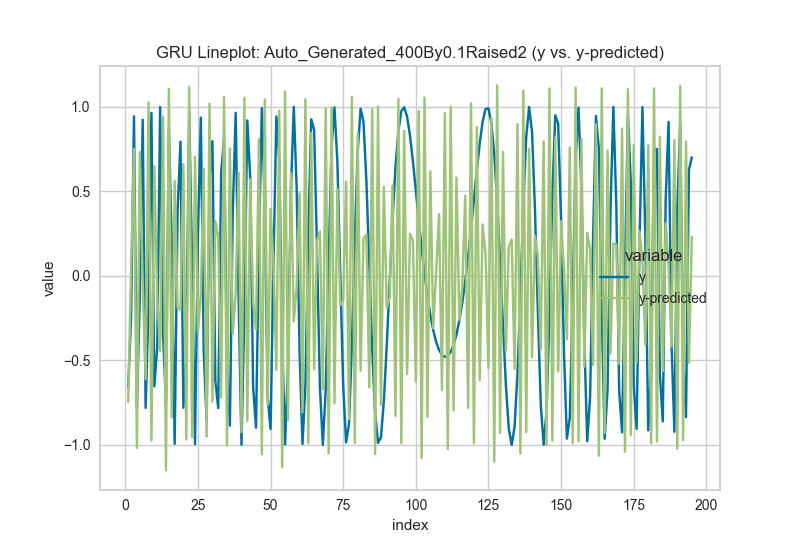 GRU Lineplot: Auto_Generated_400By0.1Raised2 (y vs. y-predicted)
1.0
0.5
0.0
−0.5
−1.0
value
variable
y
y-predicted
0 25 50 75 100 125 150 175 200
index